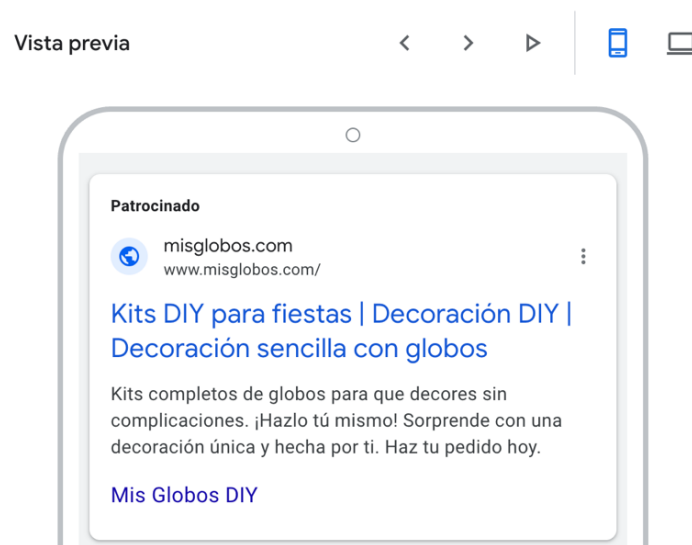 Vista previa
Patrocinado
misglobos.com
www.misglobos.com/
Kits DIY para fiestas | Decoración DIY |
Decoración sencilla con globos
Kits completos de globos para que decores sin
complicaciones. ¡Hazlo tú mismo! Sorprende con una
decoración única y hecha por ti. Haz tu pedido hoy.
Mis Globos DIY